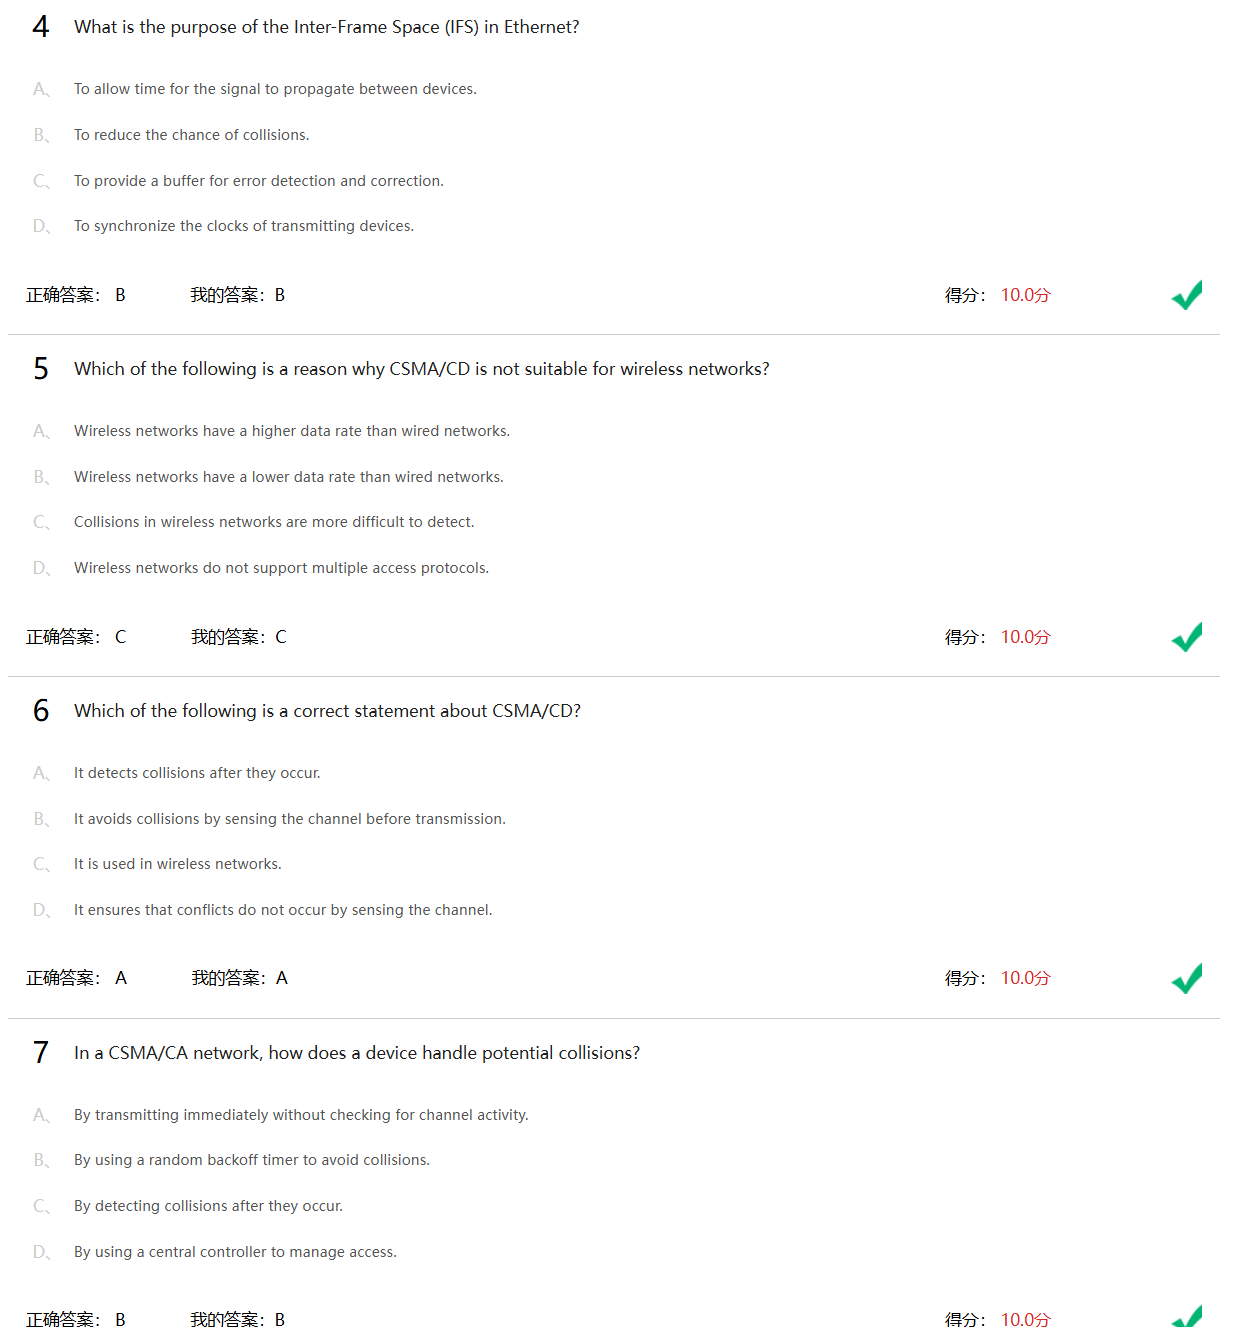 4 What is the purpose of the Inter-Frame Space (IFS) in Ethernet?
A、 To allow time for the signal to propagate between devices.
B、 To reduce the chance of collisions.
C、 To provide a buffer for error detection and correction.
D、 To synchronize the clocks of transmitting devices.
正确答案： B 我的答案：B 得分： 10.0分
5 Which of the following is a reason why CSMA/CD is not suitable for wireless networks?
A、 Wireless networks have a higher data rate than wired networks.
B、 Wireless networks have a lower data rate than wired networks.
C、 Collisions in wireless networks are more difficult to detect.
D、 Wireless networks do not support multiple access protocols.
正确答案： C 我的答案：C 得分： 10.0分
6 Which of the following is a correct statement about CSMA/CD?
A、 It detects collisions after they occur.
B、 It avoids collisions by sensing the channel before transmission.
C、 It is used in wireless networks.
D、 It ensures that conflicts do not occur by sensing the channel.
正确答案： A 我的答案：A 得分： 10.0分
7 In a CSMA/CA network, how does a device handle potential collisions?
A、 By transmitting immediately without checking for channel activity.
B、 By using a random backoff timer to avoid collisions.
C、 By detecting collisions after they occur.
D、 By using a central controller to manage access.
正确答案： B 我的答案：B 得分： 10.0分